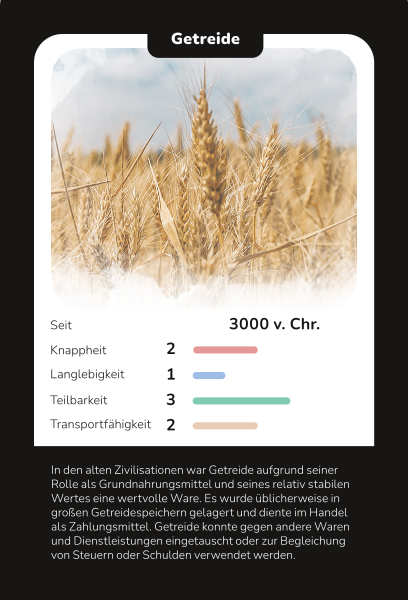 Getreide
Seit 3000 v. Chr.
Knappheit 2
Langlebigkeit 1
Teilbarkeit 3
Transportfähigkeit 2
In den alten Zivilisationen war Getreide aufgrund seiner
Rolle als Grundnahrungsmittel und seines relativ stabilen
Wertes eine wertvolle Ware. Es wurde üblicherweise in
großen Getreidespeichern gelagert und diente im Handel
als Zahlungsmittel. Getreide konnte gegen andere Waren
und Dienstleistungen eingetauscht oder zur Begleichung
von Steuern oder Schulden verwendet werden.